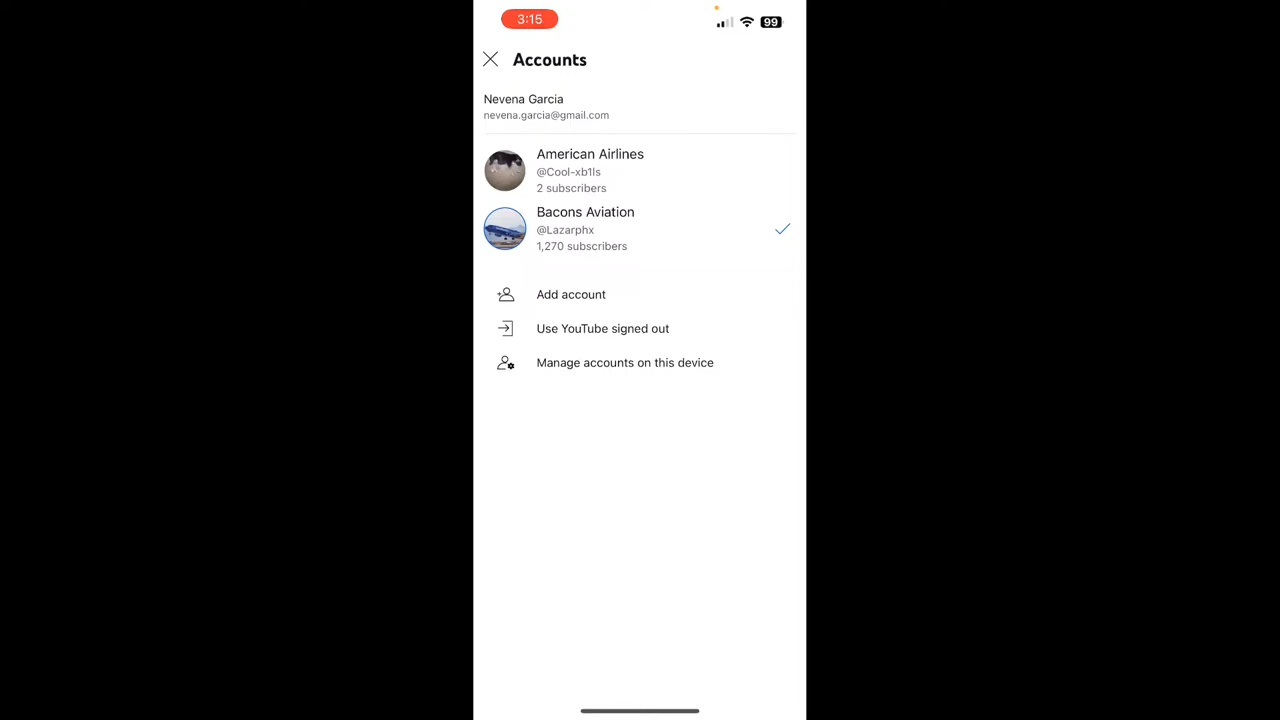 3:15
99
Accounts
Nevena Garcia
nevena.garcia@gmail.com
American Airlines
@Cool-xb1ls
2 subscribers
Bacons Aviation
@Lazarphx
1,270 subscribers
Add account
Use YouTube signed out
Manage accounts on this device